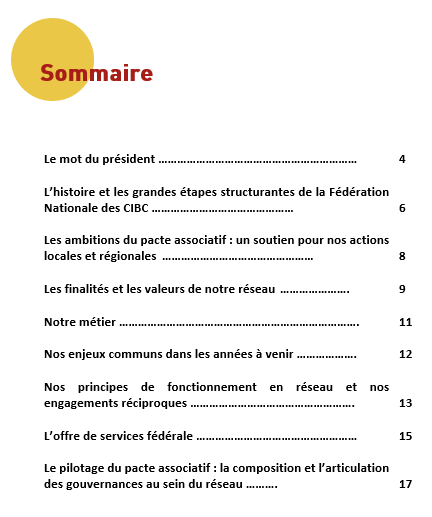 Sommaire
Le mot du président ……………………………………………………… 4
L’histoire et les grandes étapes structurantes de la Fédération
Nationale des CIBC ……………………………………… 6
Les ambitions du pacte associatif : un soutien pour nos actions
locales et régionales ………………………………………… 8
Les finalités et les valeurs de notre réseau …………………. 9
Notre métier …………………………………………………………………. 11
Nos enjeux communs dans les années à venir ………………. 12
Nos principes de fonctionnement en réseau et nos
engagements réciproques ……………………………………………. 13
L’offre de services fédérale …………………………………………… 15
Le pilotage du pacte associatif : la composition et l’articulation
des gouvernances au sein du réseau ………. 17